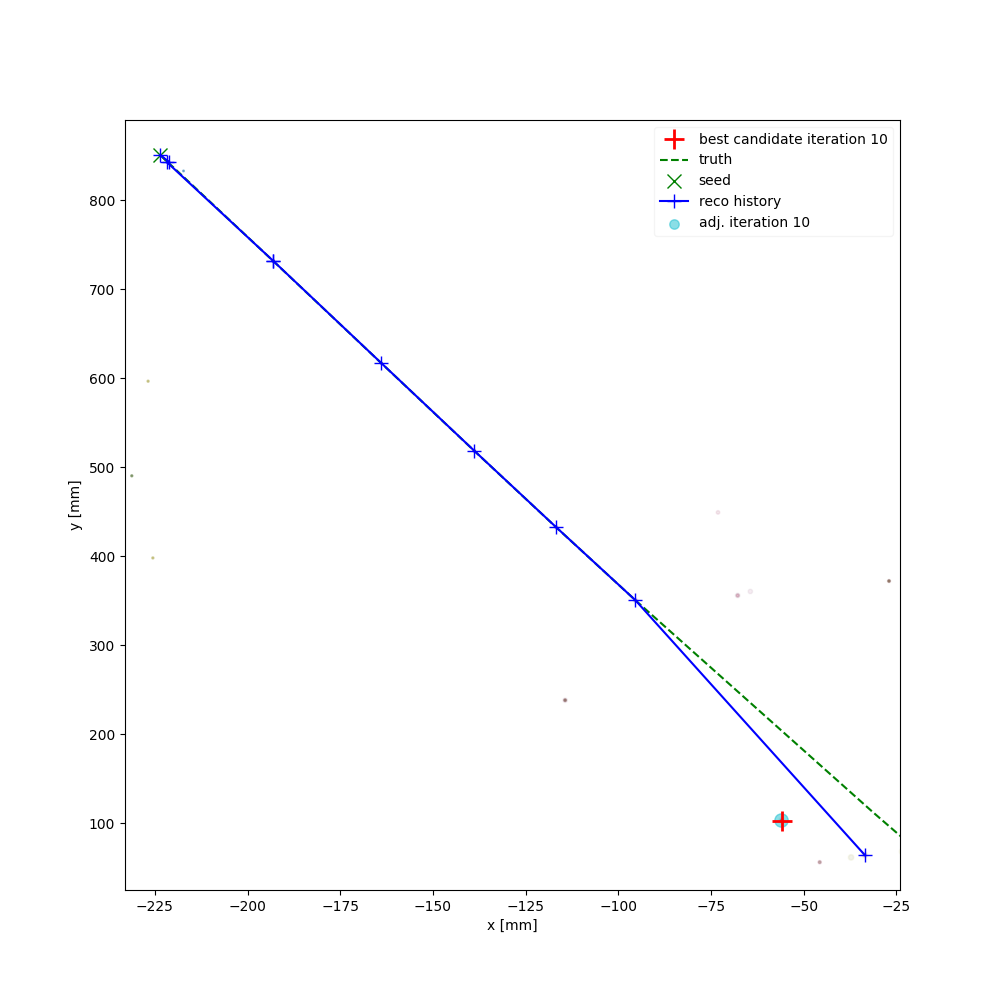 best candidate iteration 10
truth
seed
reco history
adj. iteration 10
800
700
600
500
400
300
200
100
y [mm]
−225 −200 −175 −150 −125 −100 −75 −50 −25
x [mm]